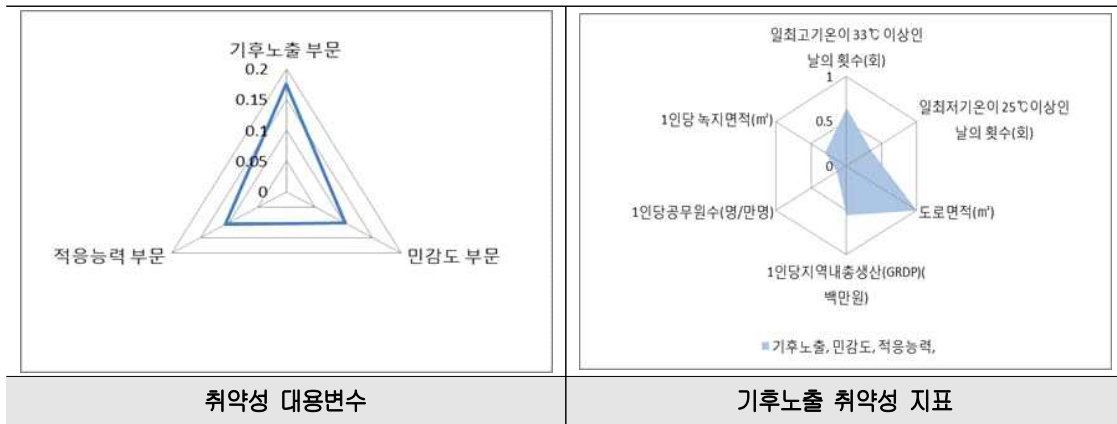 기후노출 부문
0.2
0.15
0.1
0.05
0
적응능력 부문
민감도 부문
취약성 대용변수
일최고기온이 33℃ 이상인
날의 횟수(회)
1
0.5
0
일최저기온이 25℃이상인
날의 횟수(회)
1인당 녹지면적(㎡)
1인당공무원수(명/만명)
도로면적(㎡)
1인당지역내총생산(GRDP)(
백만원)
기후노출, 민감도, 적응능력,
기후노출 취약성 지표